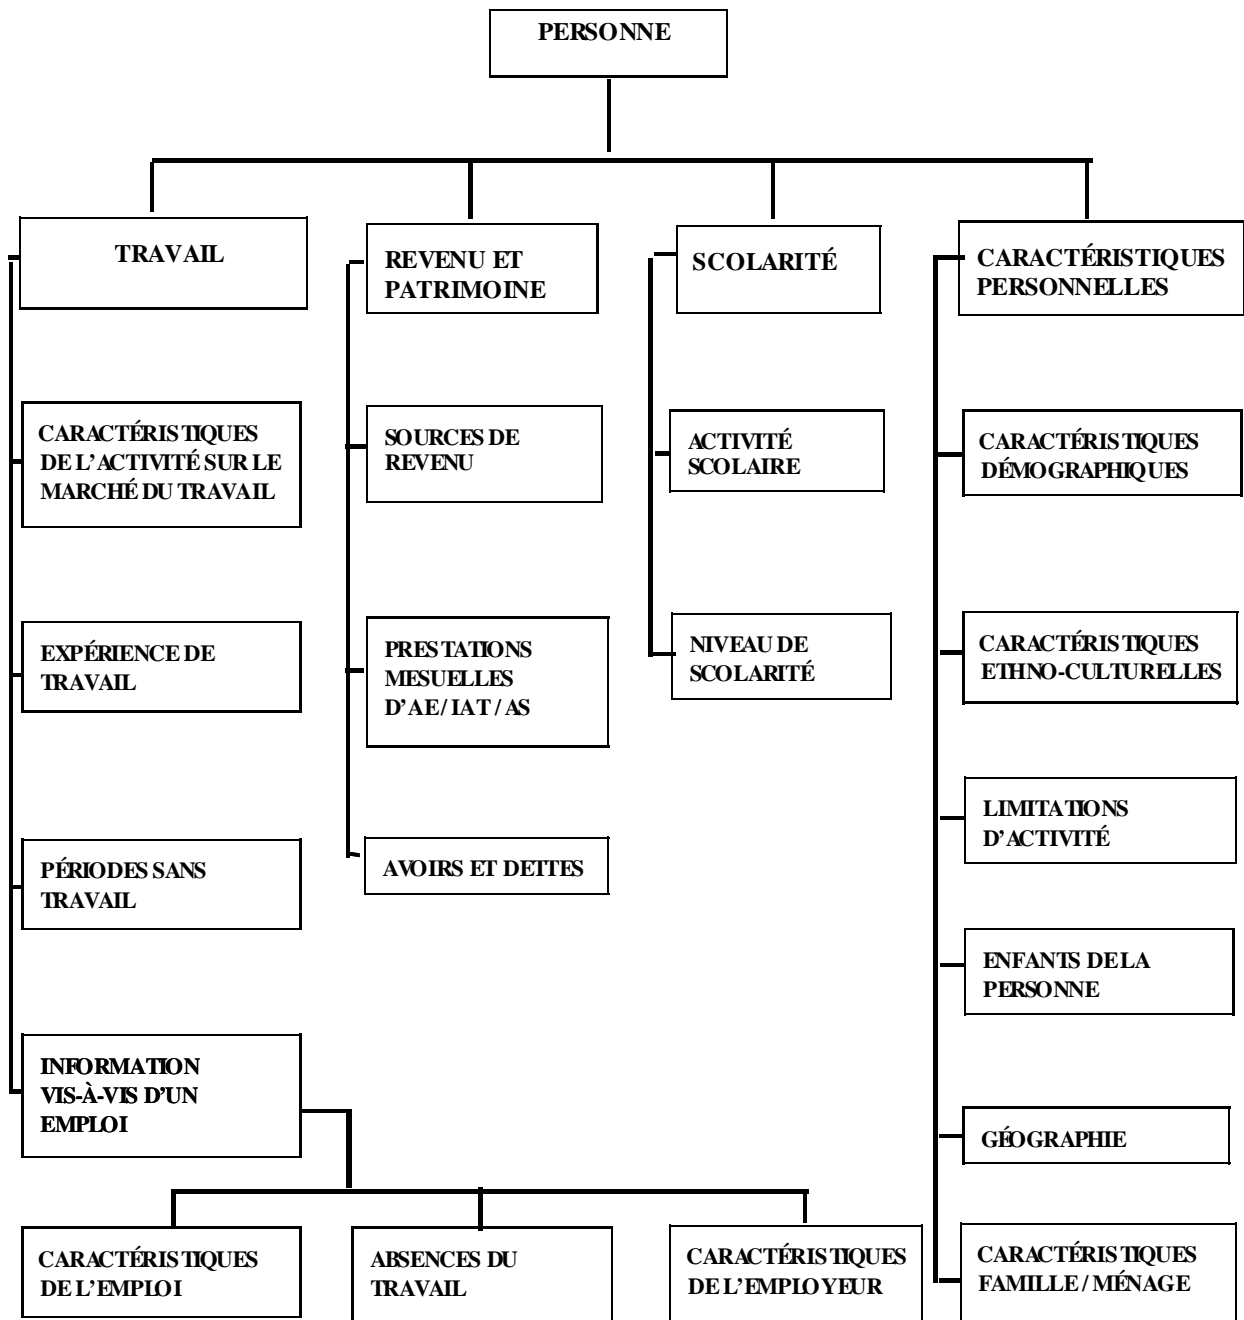 PERSONNE
TRAVAIL
REVENU ET
PATRIMOINE
SCOLARITÉ
CARACTÉRISTIQUES
PERSONNELLES
CARACTÉRISTIQUES
DE L'ACTIVITÉ SUR LE
MARCHÉ DU TRAVAIL
SOURCES DE
REVENU
ACTIVITÉ
SCOLAIRE
CARACTÉRISTIQUES
DÉMOGRAPHIQUES
EXPÉRIENCE DE
TRAVAIL
PRESTATIONS
MESUELLES
D'AE / IAT / AS
NIVEAU DE
SCOLARITÉ
CARACTÉRISTIQUES
ETHNO-CULTURELLES
LIMITATIONS
D'ACTIVITÉ
PÉRIODES SANS
TRAVAIL
AVOIRS ET DETTES
ENFANTS DE LA
PERSONNE
INFORMATION
VIS-À-VIS D'UN
EMPLOI
GÉOGRAPHIE
CARACTÉRISTIQUES
DE L'EMPLOI
ABSENCES DU
TRAVAIL
CARACTÉRISTIQUES
DE L'EMPLOYEUR
CARACTÉRISTIQUES
FAMILLE / MÉNAGE